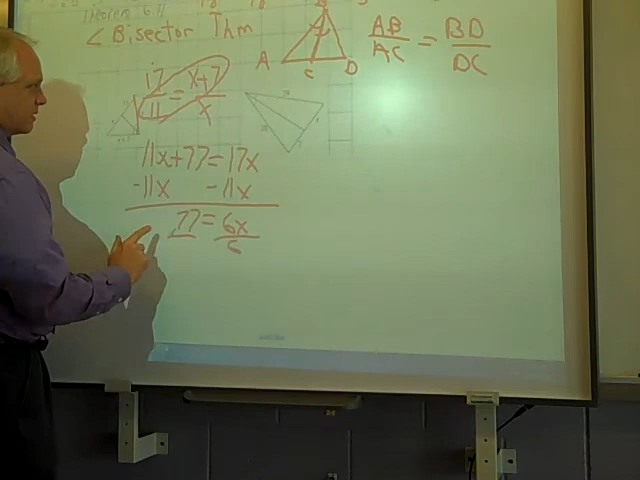 Theorem 6.11
∠ Bisector Thm
B
A C D
AB/AC = BD/DC
17/11 = x+7/x
11x+77=17x
-11x -11x
77 = 6x
6